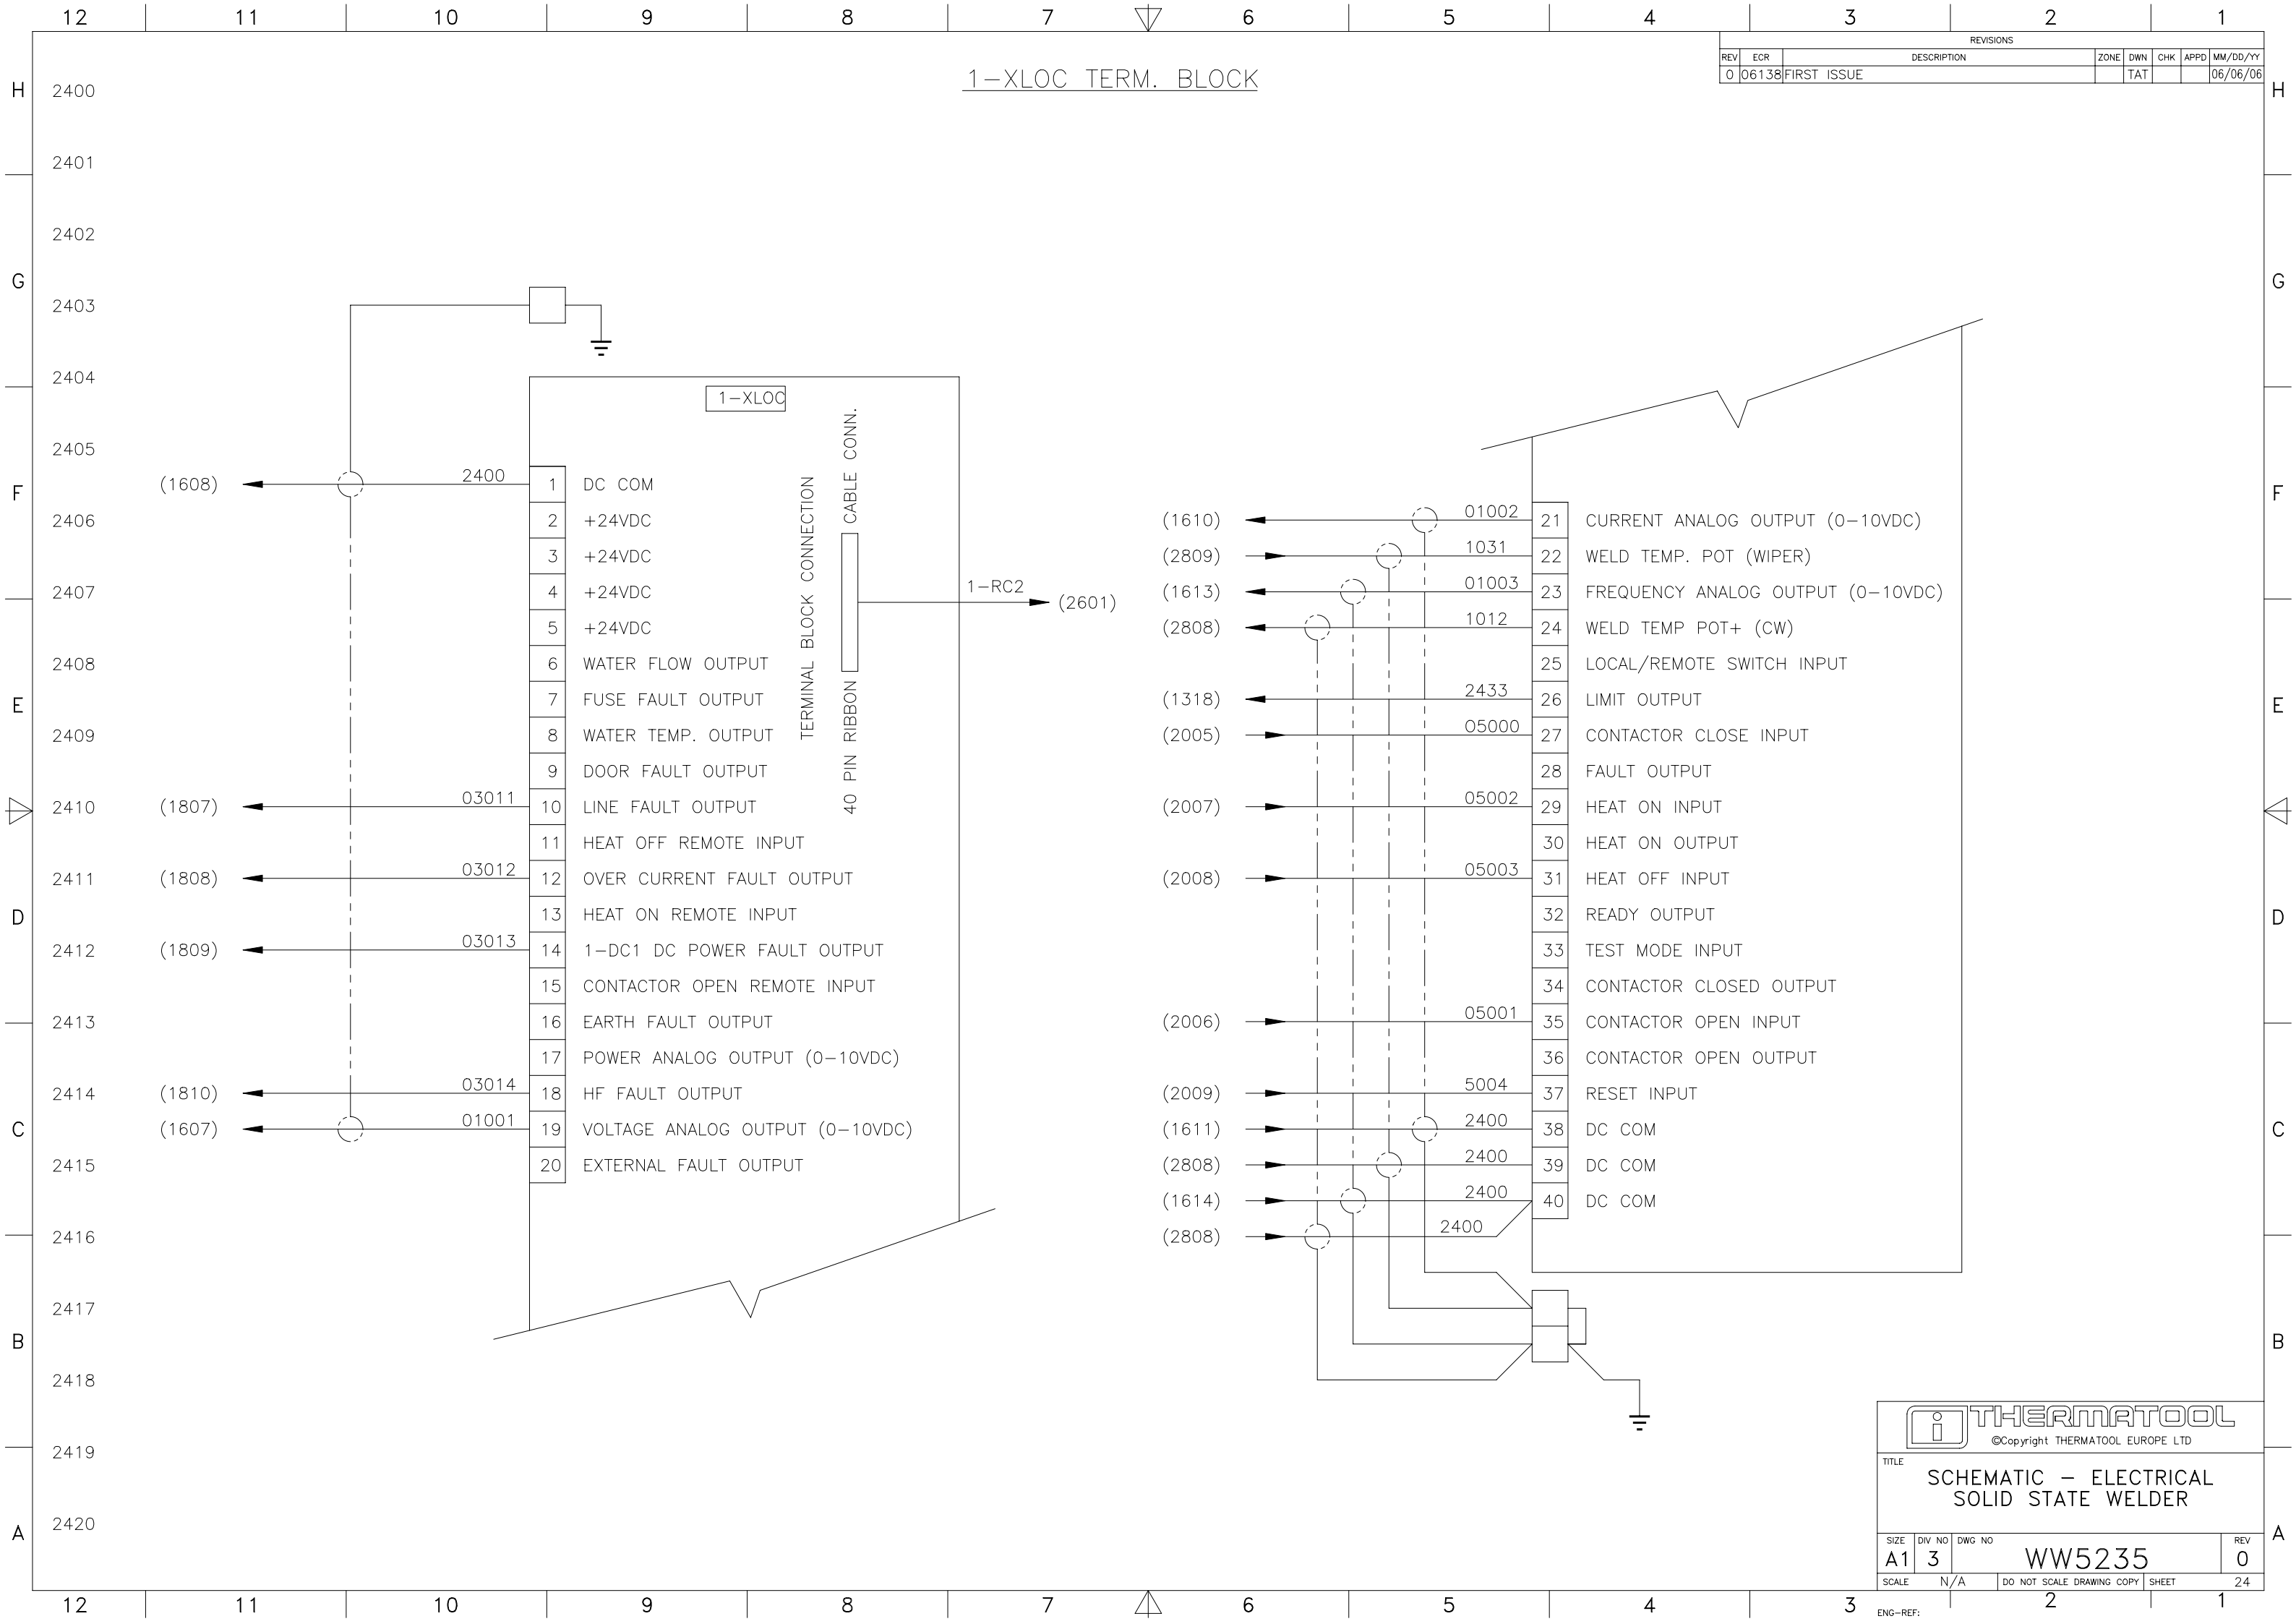 12 11 10 9 8 7 6 5 4 3 2 1
REVISIONS
REV ECR DESCRIPTION ZONE DWN CHK APPD MM/DD/YY
0 06138 FIRST ISSUE TAT 06/06/06
1-XLOC TERM. BLOCK
H 2400 H
2401
2402
G G
2403
2404
2405
F F
2406
2407
2408
E E
2409
2410
2411
D D
2412
2413
2414
C C
2415
2416
2417
B B
2418
2419
2420
A A
1-XLOC
TERMINAL BLOCK CONNECTION
40 PIN RIBBON CABLE CONN.
1-RC2 (2601)
(1608) 2400 1 DC COM
2 +24VDC
3 +24VDC
4 +24VDC
5 +24VDC
6 WATER FLOW OUTPUT
7 FUSE FAULT OUTPUT
8 WATER TEMP. OUTPUT
9 DOOR FAULT OUTPUT
(1807) 03011 10 LINE FAULT OUTPUT
11 HEAT OFF REMOTE INPUT
(1808) 03012 12 OVER CURRENT FAULT OUTPUT
13 HEAT ON REMOTE INPUT
(1809) 03013 14 1-DC1 DC POWER FAULT OUTPUT
15 CONTACTOR OPEN REMOTE INPUT
16 EARTH FAULT OUTPUT
17 POWER ANALOG OUTPUT (0-10VDC)
(1810) 03014 18 HF FAULT OUTPUT
(1607) 01001 19 VOLTAGE ANALOG OUTPUT (0-10VDC)
20 EXTERNAL FAULT OUTPUT
(1610) 01002 21 CURRENT ANALOG OUTPUT (0-10VDC)
(2809) 1031 22 WELD TEMP. POT (WIPER)
(1613) 01003 23 FREQUENCY ANALOG OUTPUT (0-10VDC)
(2808) 1012 24 WELD TEMP POT+ (CW)
25 LOCAL/REMOTE SWITCH INPUT
(1318) 2433 26 LIMIT OUTPUT
(2005) 05000 27 CONTACTOR CLOSE INPUT
28 FAULT OUTPUT
(2007) 05002 29 HEAT ON INPUT
30 HEAT ON OUTPUT
(2008) 05003 31 HEAT OFF INPUT
32 READY OUTPUT
33 TEST MODE INPUT
34 CONTACTOR CLOSED OUTPUT
(2006) 05001 35 CONTACTOR OPEN INPUT
36 CONTACTOR OPEN OUTPUT
(2009) 5004 37 RESET INPUT
(1611) 2400 38 DC COM
(2808) 2400 39 DC COM
(1614) 2400 40 DC COM
(2808) 2400
THERMATOOL
©Copyright THERMATOOL EUROPE LTD
TITLE
SCHEMATIC - ELECTRICAL
SOLID STATE WELDER
SIZE DIV NO DWG NO REV
A1 3 WW5235 0
SCALE N/A DO NOT SCALE DRAWING COPY SHEET 24
12 11 10 9 8 7 6 5 4 3 2 1
ENG-REF: